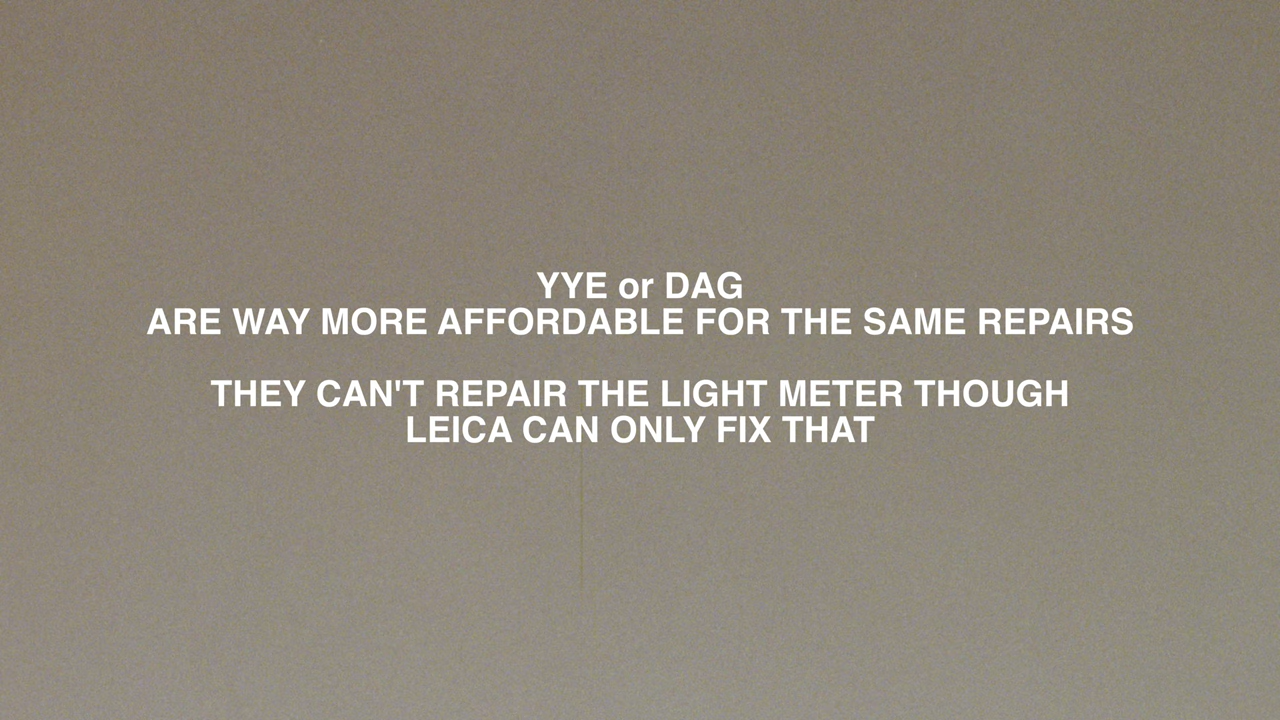 YYE or DAG
ARE WAY MORE AFFORDABLE FOR THE SAME REPAIRS
THEY CAN'T REPAIR THE LIGHT METER THOUGH
LEICA CAN ONLY FIX THAT